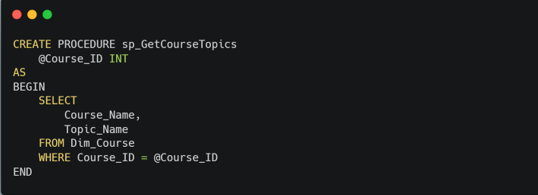 CREATE PROCEDURE sp_GetCourseTopics
    @Course_ID INT
AS
BEGIN
    SELECT
        Course_Name,
        Topic_Name
    FROM Dim_Course
    WHERE Course_ID = @Course_ID
END